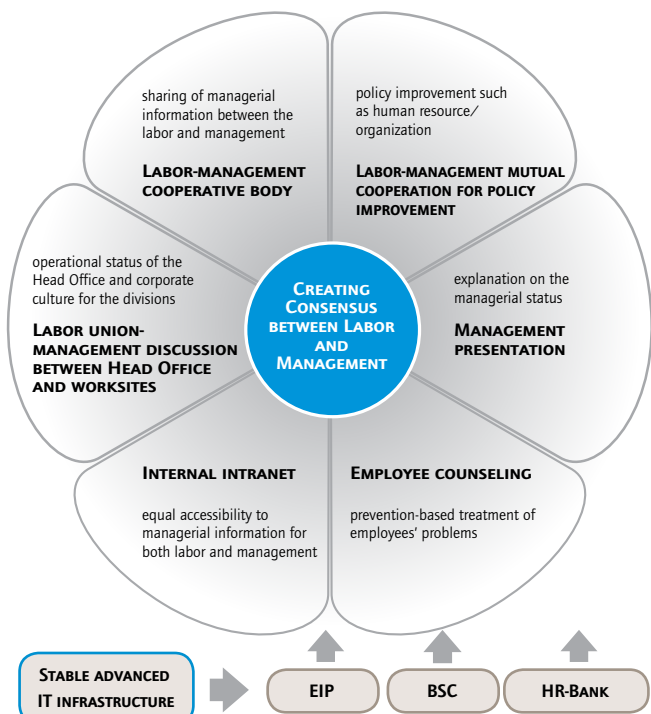 sharing of managerial
information between the
labor and management
LABOR-MANAGEMENT
COOPERATIVE BODY
policy improvement such
as human resource/
organization
LABOR-MANAGEMENT MUTUAL
COOPERATION FOR POLICY
IMPROVEMENT
operational status of the
Head Office and corporate
culture for the divisions
LABOR UNION-
MANAGEMENT DISCUSSION
BETWEEN HEAD OFFICE
AND WORKSITES
CREATING
CONSENSUS
BETWEEN LABOR
AND
MANAGEMENT
explanation on the
managerial status
MANAGEMENT
PRESENTATION
INTERNAL INTRANET
equal accessibility to
managerial information for
both labor and management
EMPLOYEE COUNSELING
prevention-based treatment of
employees' problems
STABLE ADVANCED
IT INFRASTRUCTURE
EIP
BSC
HR-BANK